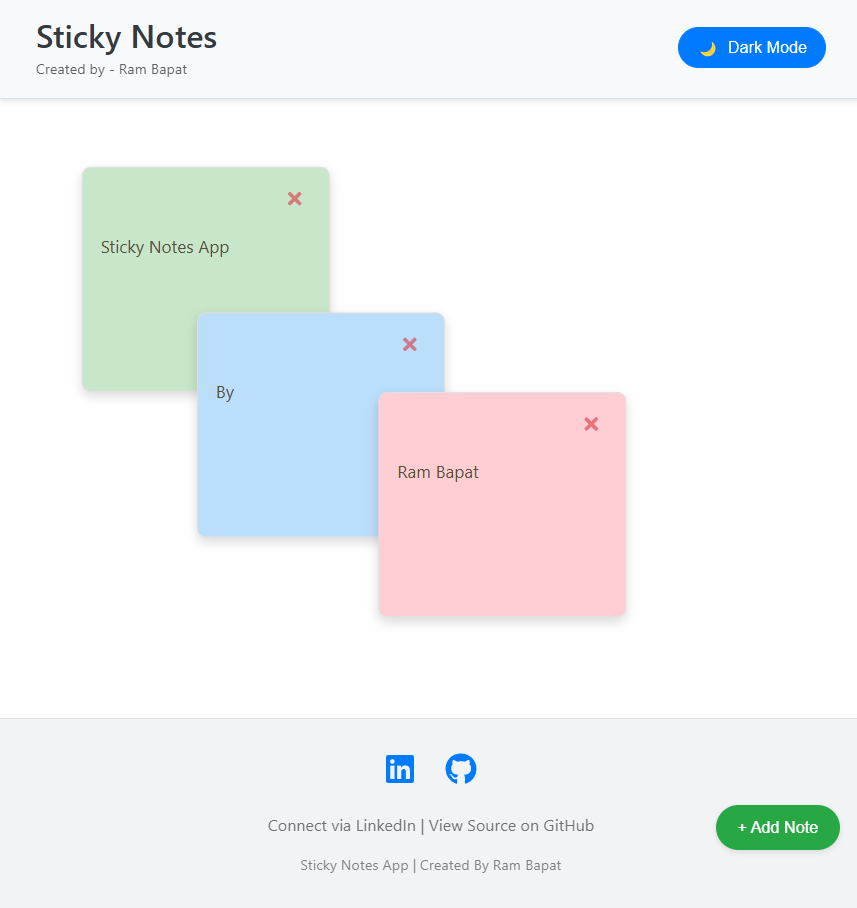 Sticky Notes
Created by - Ram Bapat
Dark Mode
Sticky Notes App
By
Ram Bapat
in
Connect via LinkedIn | View Source on GitHub
+ Add Note
Sticky Notes App | Created By Ram Bapat